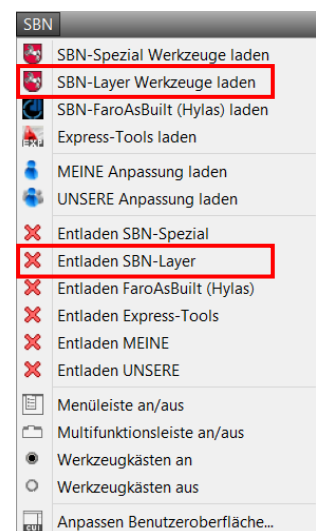 SBN
SBN-Spezial Werkzeuge laden
SBN-Layer Werkzeuge laden
SBN-FaroAsBuilt (Hylas) laden
Express-Tools laden
MEINE Anpassung laden
UNSERE Anpassung laden
Entladen SBN-Spezial
Entladen SBN-Layer
Entladen FaroAsBuilt (Hylas)
Entladen Express-Tools
Entladen MEINE
Entladen UNSERE
Menüleiste an/aus
Multifunktionsleiste an/aus
Werkzeugkästen an
Werkzeugkästen aus
CUI Anpassen Benutzeroberfläche...